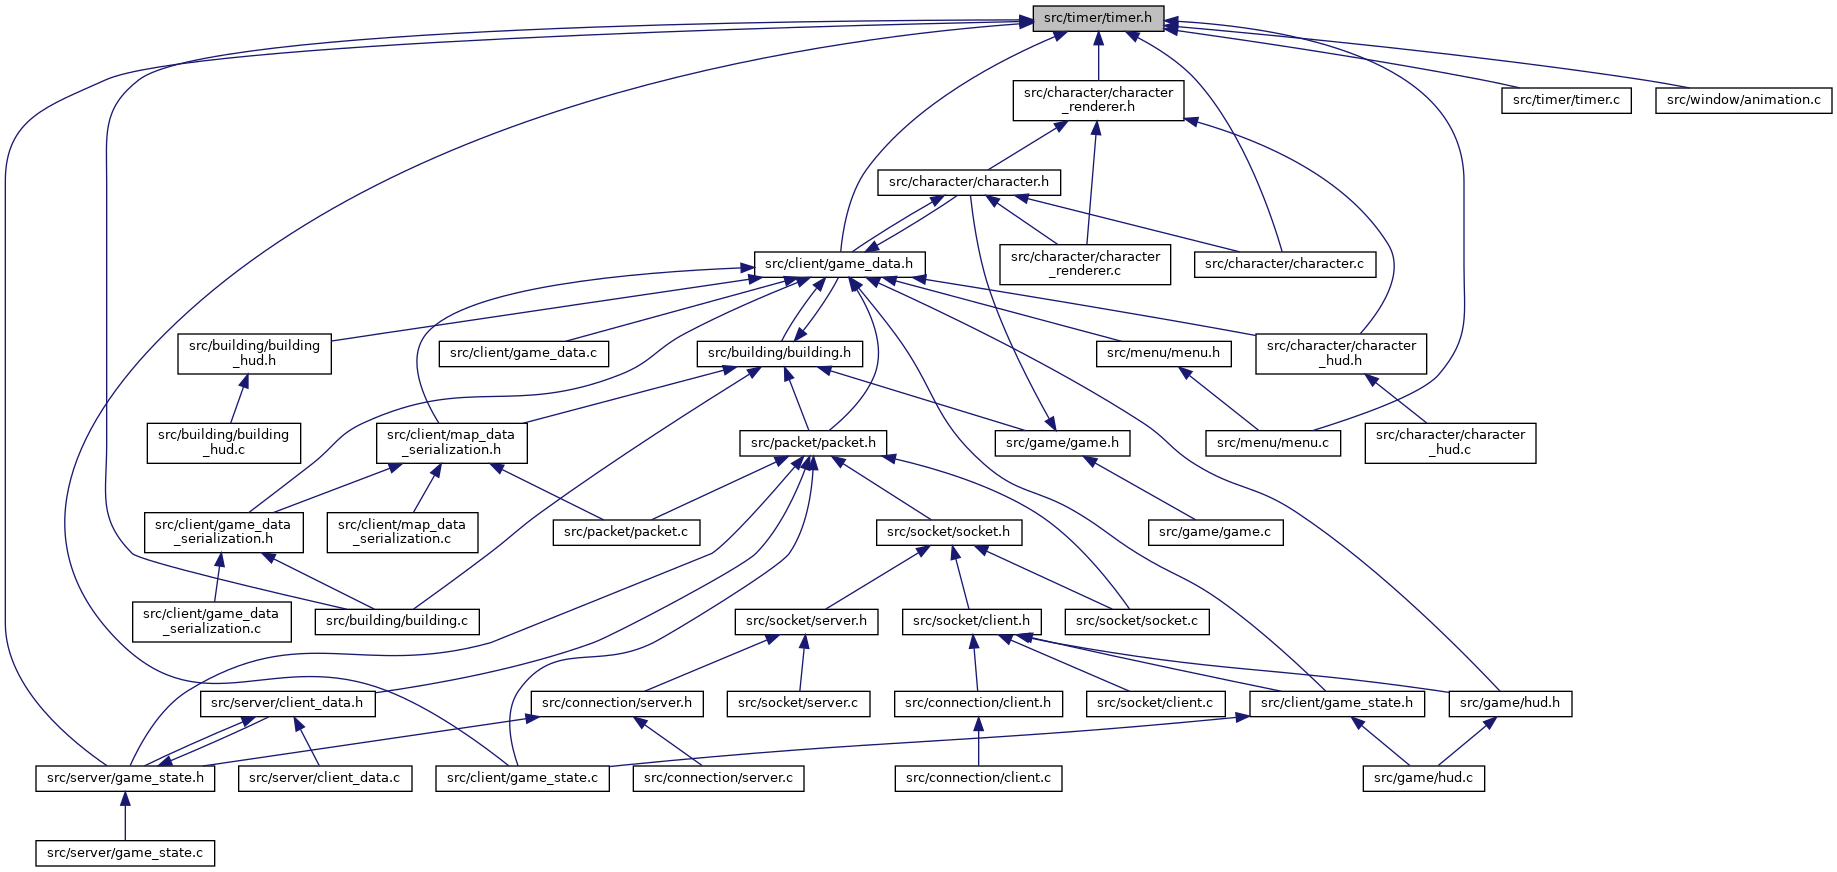 src/timer/timer.h
src/character/character
_renderer.h
src/timer/timer.c
src/window/animation.c
src/character/character.h
src/client/game_data.h
src/character/character
_renderer.c
src/character/character.c
src/building/building
_hud.h
src/client/game_data.c
src/building/building.h
src/menu/menu.h
src/character/character
_hud.h
src/building/building
_hud.c
src/client/map_data
_serialization.h
src/packet/packet.h
src/game/game.h
src/menu/menu.c
src/character/character
_hud.c
src/client/game_data
_serialization.h
src/client/map_data
_serialization.c
src/packet/packet.c
src/socket/socket.h
src/game/game.c
src/client/game_data
_serialization.c
src/building/building.c
src/socket/server.h
src/socket/client.h
src/socket/socket.c
src/server/client_data.h
src/connection/server.h
src/socket/server.c
src/connection/client.h
src/socket/client.c
src/client/game_state.h
src/game/hud.h
src/server/game_state.h
src/server/client_data.c
src/client/game_state.c
src/connection/server.c
src/connection/client.c
src/game/hud.c
src/server/game_state.c